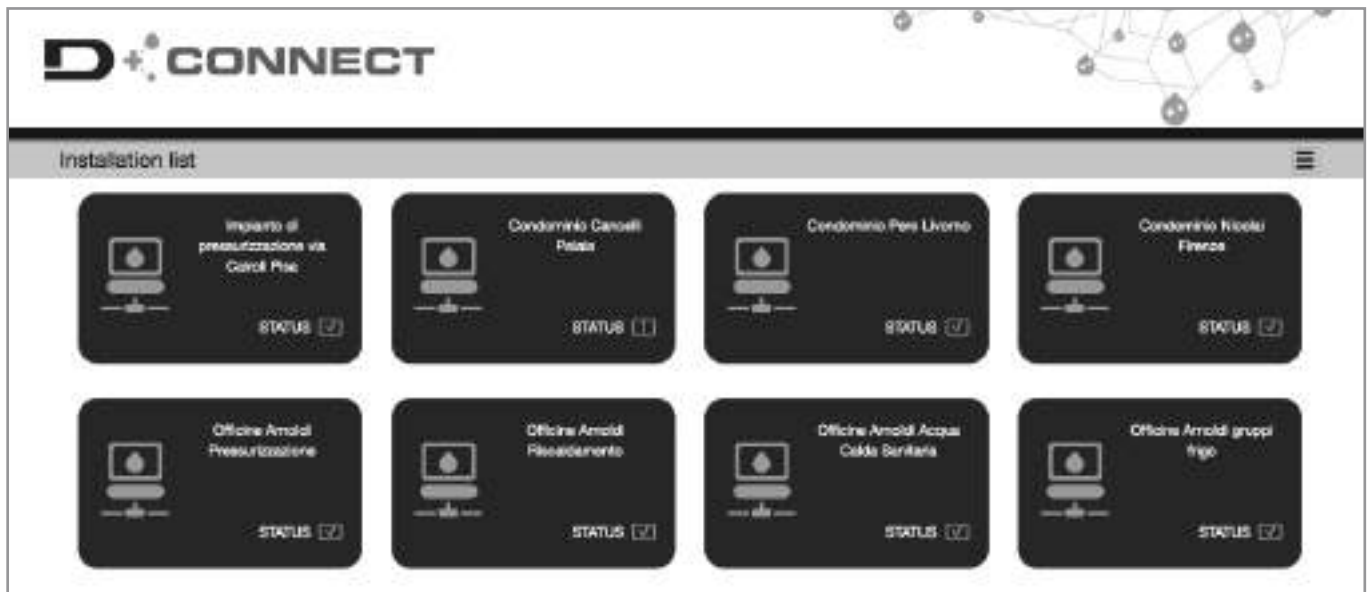 D+ CONNECT
Installation list
Impianto di
pressurizzazione via
Pisa
STATUS
Condominio
Palaia
STATUS
Condominio Pera Livorno
STATUS
Condominio Nicolai
Firenze
STATUS
Officine Arnoldi
Pressurizzazione
STATUS
Officine Arnoldi
Riscaldamento
STATUS
Officine Arnoldi Acqua
Calda Sanitaria
STATUS
Officine Arnoldi gruppi
frigo
STATUS